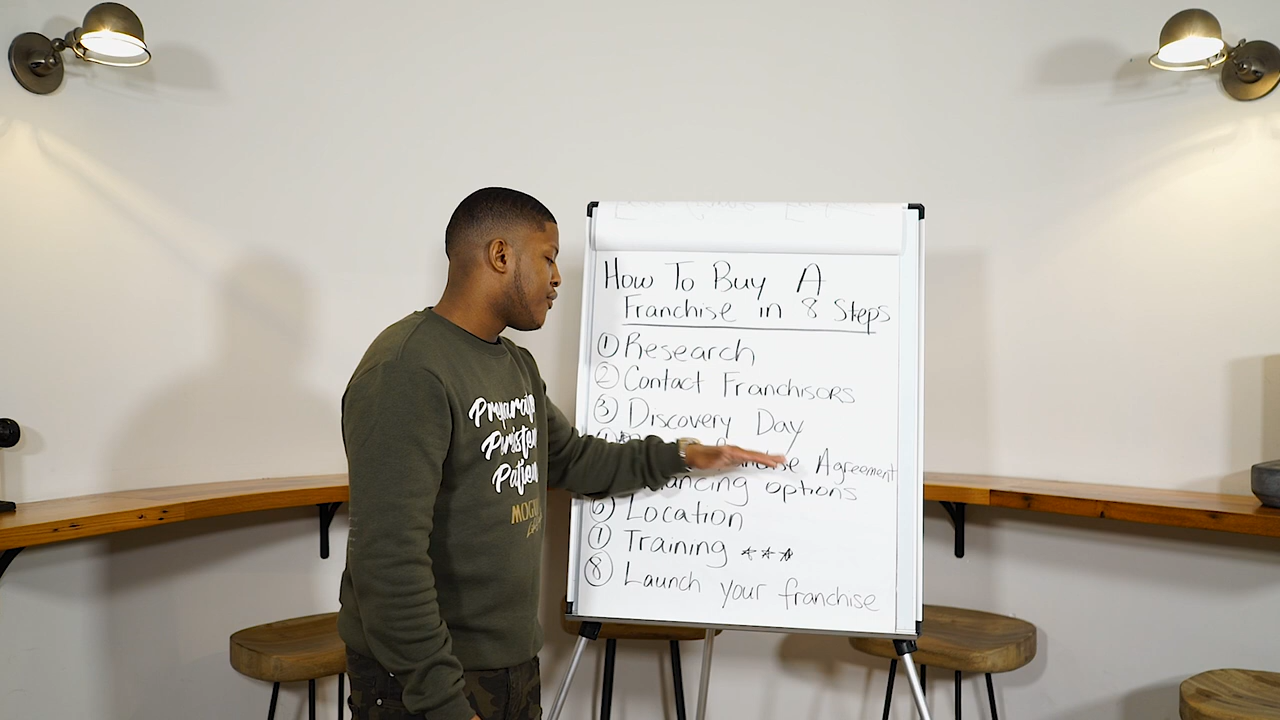 How To Buy A
Franchise in 8 Steps
① Research
② Contact Franchisors
③ Discovery Day
Agreement
options
⑥ Location
① Training ***
⑧ Launch your franchise